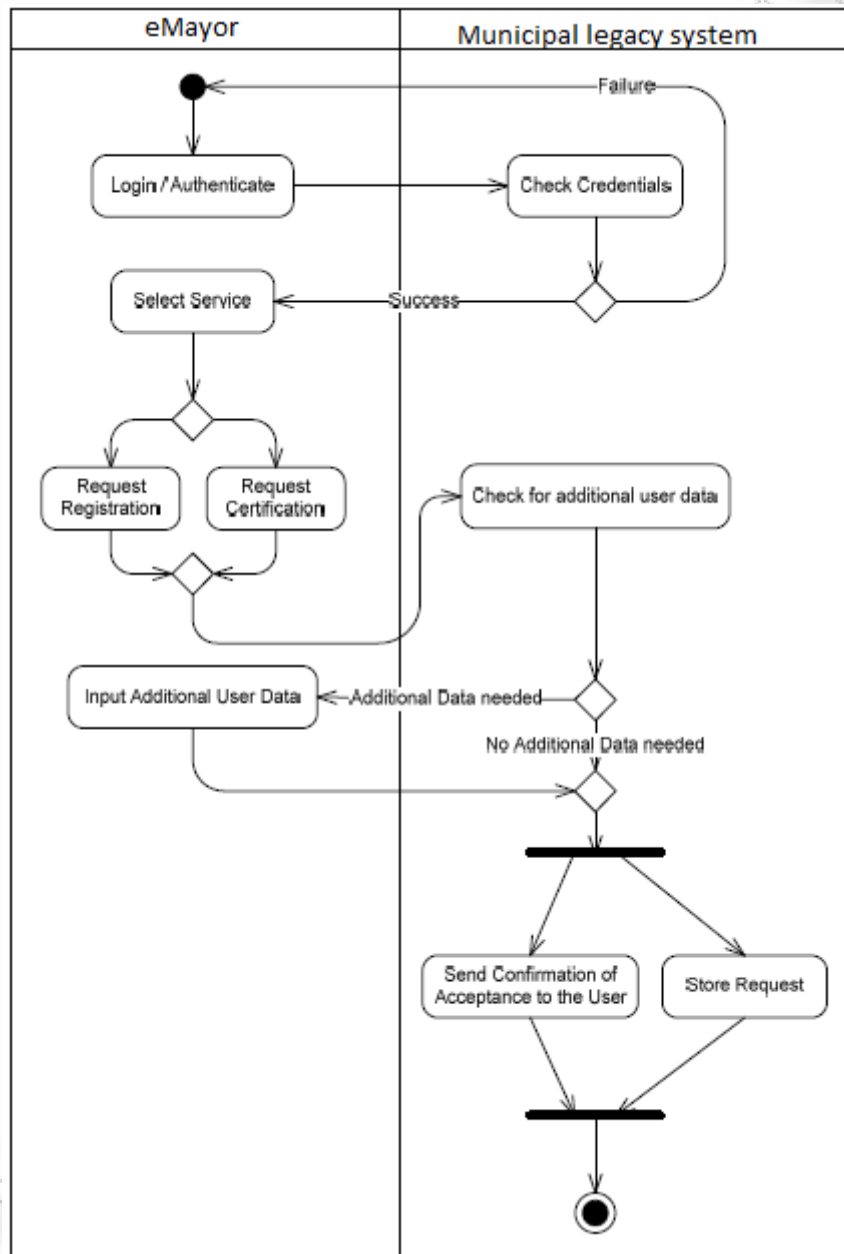 eMayor
Municipal legacy system
Failure
Login / Authenticate
Check Credentials
Select Service
Success
Request
Registration
Request
Certification
Check for additional user data
Input Additional User Data
Additional Data needed
No Additional Data needed
Send Confirmation of
Acceptance to the User
Store Request